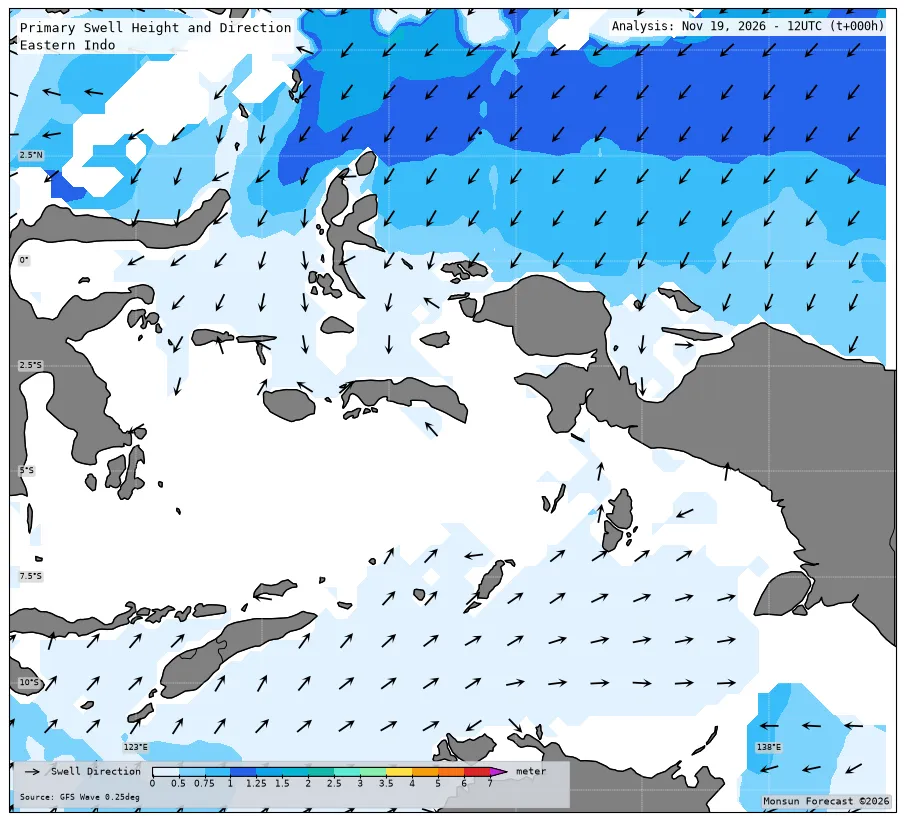 Primary Swell Height and Direction
Eastern Indo
Analysis: Nov 19, 2026 - 12UTC (t+000h)
2.5°N
0°
2.5°S
5°S
7.5°S
10°S
123°E
138°E
Swell Direction
meter
0 0.5 0.75 1 1.25 1.5 1.75 2 2.5 3 3.5 4 5 6 7
Source: GFS Wave 0.25deg
Monsun Forecast ©2026